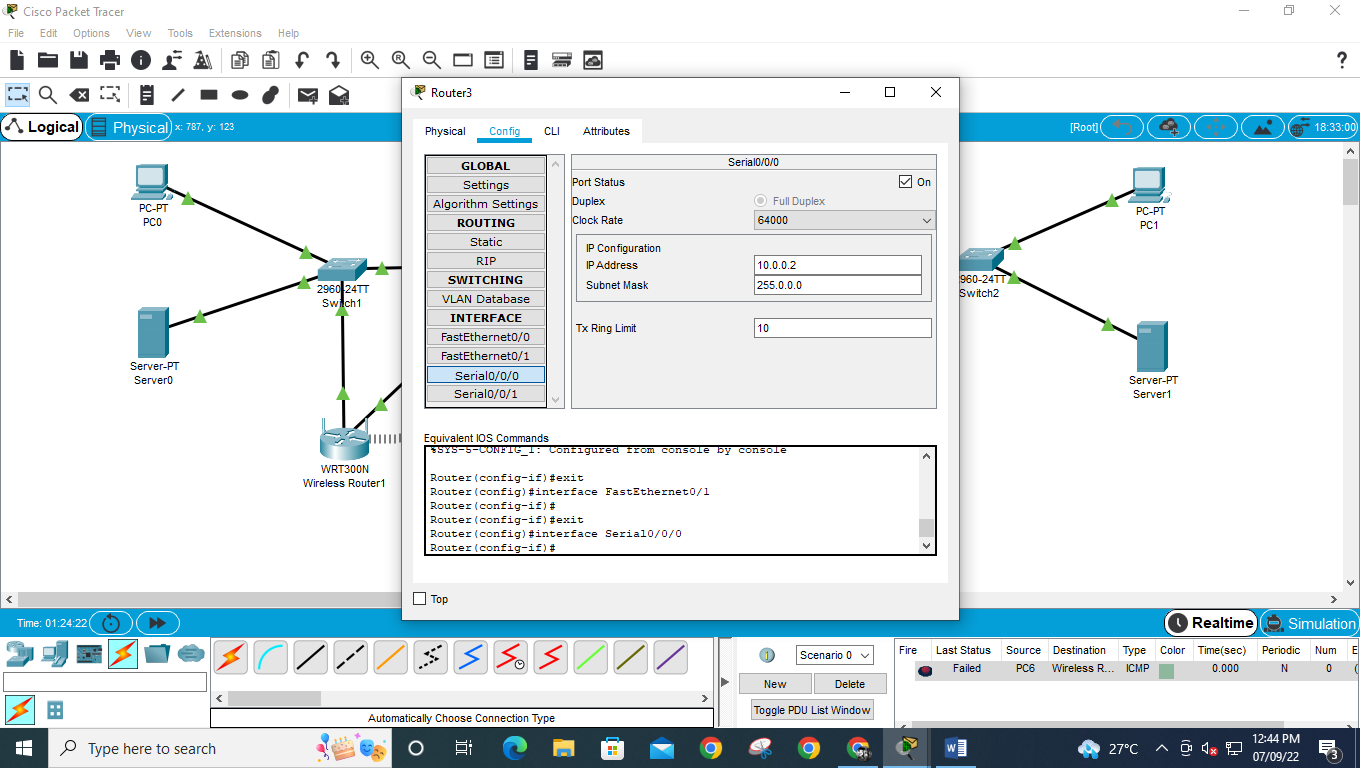 Cisco Packet Tracer
File Edit Options View Tools Extensions Help
Logical
Physical
x: 787, y: 123
[Root]
18:33:00
PC-PT
PC0
2960-24TT
Switch1
Server-PT
Server0
WRT300N
Wireless Router1
Router3
Physical Config CLI Attributes
GLOBAL
Settings
Algorithm Settings
ROUTING
Static
RIP
SWITCHING
VLAN Database
INTERFACE
FastEthernet0/0
FastEthernet0/1
Serial0/0/0
Serial0/0/1
Serial0/0/0
Port Status On
Duplex Full Duplex
Clock Rate 64000
IP Configuration
IP Address 10.0.0.2
Subnet Mask 255.0.0.0
Tx Ring Limit 10
Equivalent IOS Commands
%SYS-5-CONFIG_I: Configured from console by console
Router(config-if)#exit
Router(config)#interface FastEthernet0/1
Router(config-if)#
Router(config-if)#exit
Router(config)#interface Serial0/0/0
Router(config-if)#
Top
PC-PT
PC1
960-24TT
Switch2
Server-PT
Server1
Time: 01:24:22
Realtime
Simulation
Automatically Choose Connection Type
Scenario 0
New Delete
Toggle PDU List Window
Fire Last Status Source Destination Type Color Time(sec) Periodic Num E
Failed PC6 Wireless R... ICMP 0.000 N 0 (
Type here to search
27°C
12:44 PM
07/09/22
3